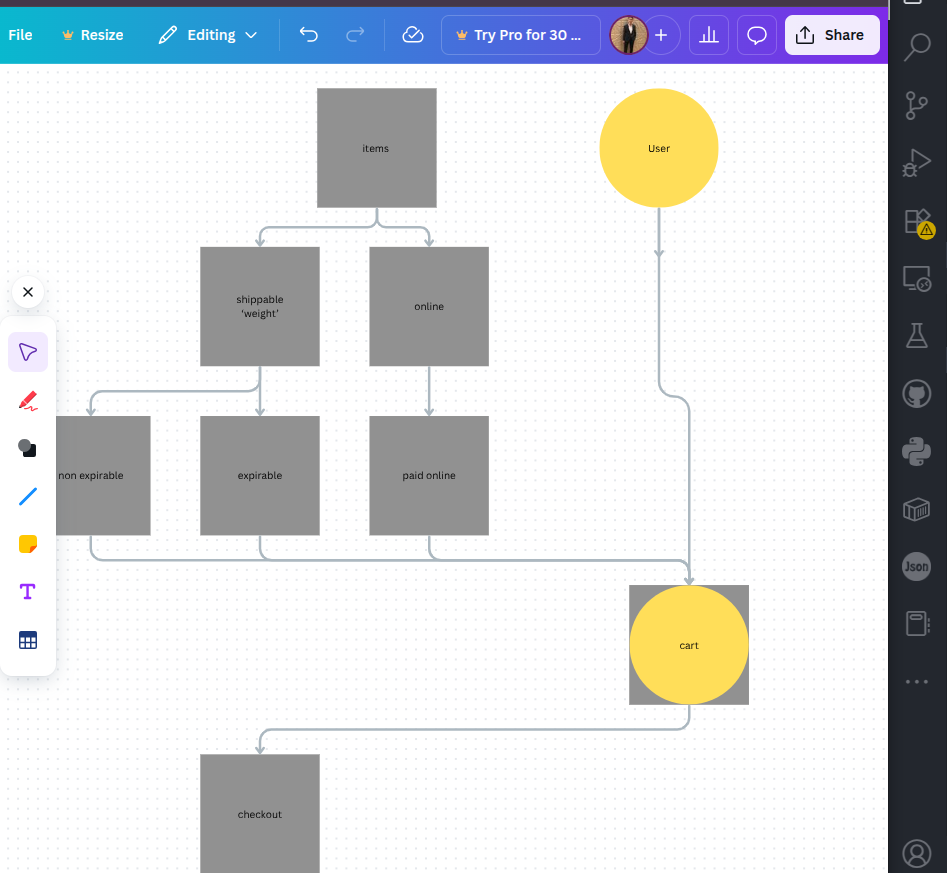 File
Resize
Editing
Try Pro for 30 ...
Share
items
User
shippable
‘weight’
online
non expirable
expirable
paid online
Json
cart
checkout